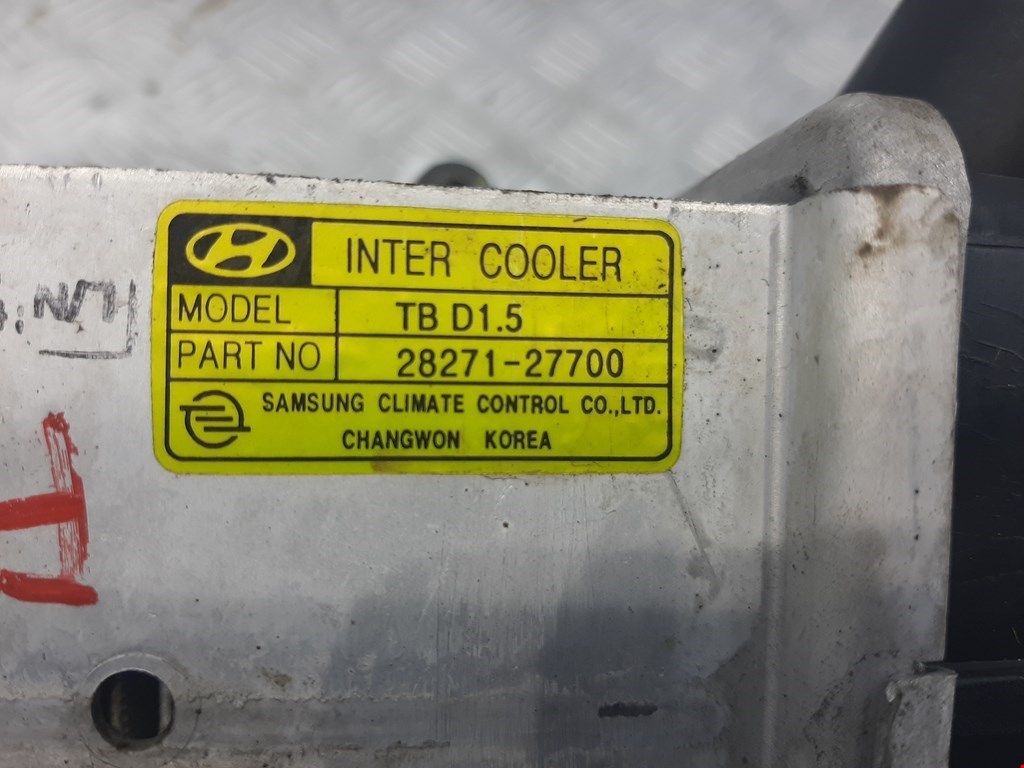 INTER COOLER
MODEL TB D1.5
PART NO 28271-27700
SAMSUNG CLIMATE CONTROL CO.,LTD.
CHANGWON KOREA